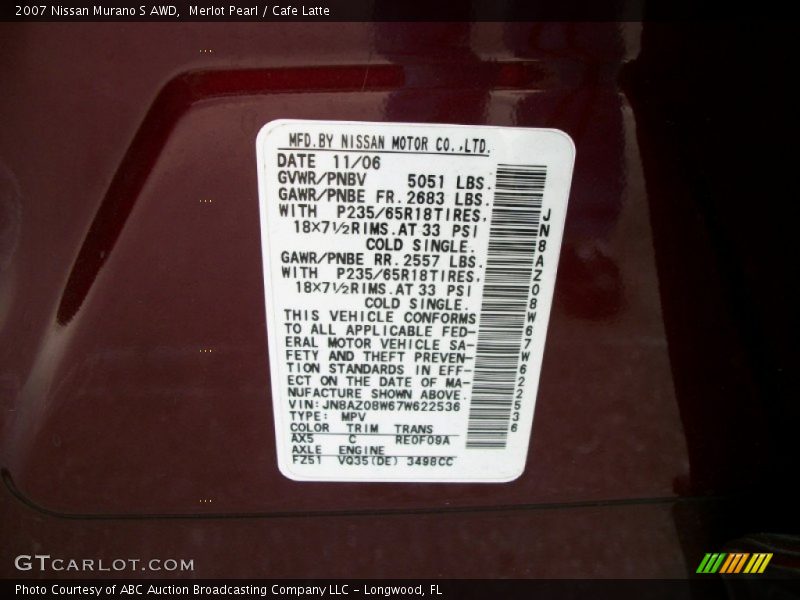 2007 Nissan Murano S AWD,  Merlot Pearl / Cafe Latte
MFD.BY NISSAN MOTOR CO.,LTD.
DATE 11/06
GVWR/PNBV 5051 LBS.
GAWR/PNBE FR. 2683 LBS.
WITH P235/65R18TIRES,
18×7½RIMS.AT 33 PSI
COLD SINGLE.
GAWR/PNBE RR. 2557 LBS.
WITH P235/65R18TIRES,
18×7½RIMS.AT 33 PSI
COLD SINGLE.
THIS VEHICLE CONFORMS
TO ALL APPLICABLE FED-
ERAL MOTOR VEHICLE SA-
FETY AND THEFT PREVEN-
TION STANDARDS IN EFF-
ECT ON THE DATE OF MA-
NUFACTURE SHOWN ABOVE.
VIN:JN8AZ08W67W622536
TYPE: MPV
COLOR TRIM TRANS
AX5 C RE0F09A
AXLE ENGINE
FZ51 VQ35(DE) 3498CC
JN8AZ08W67W622536
GTCARLOT.COM
Photo Courtesy of ABC Auction Broadcasting Company LLC - Longwood, FL